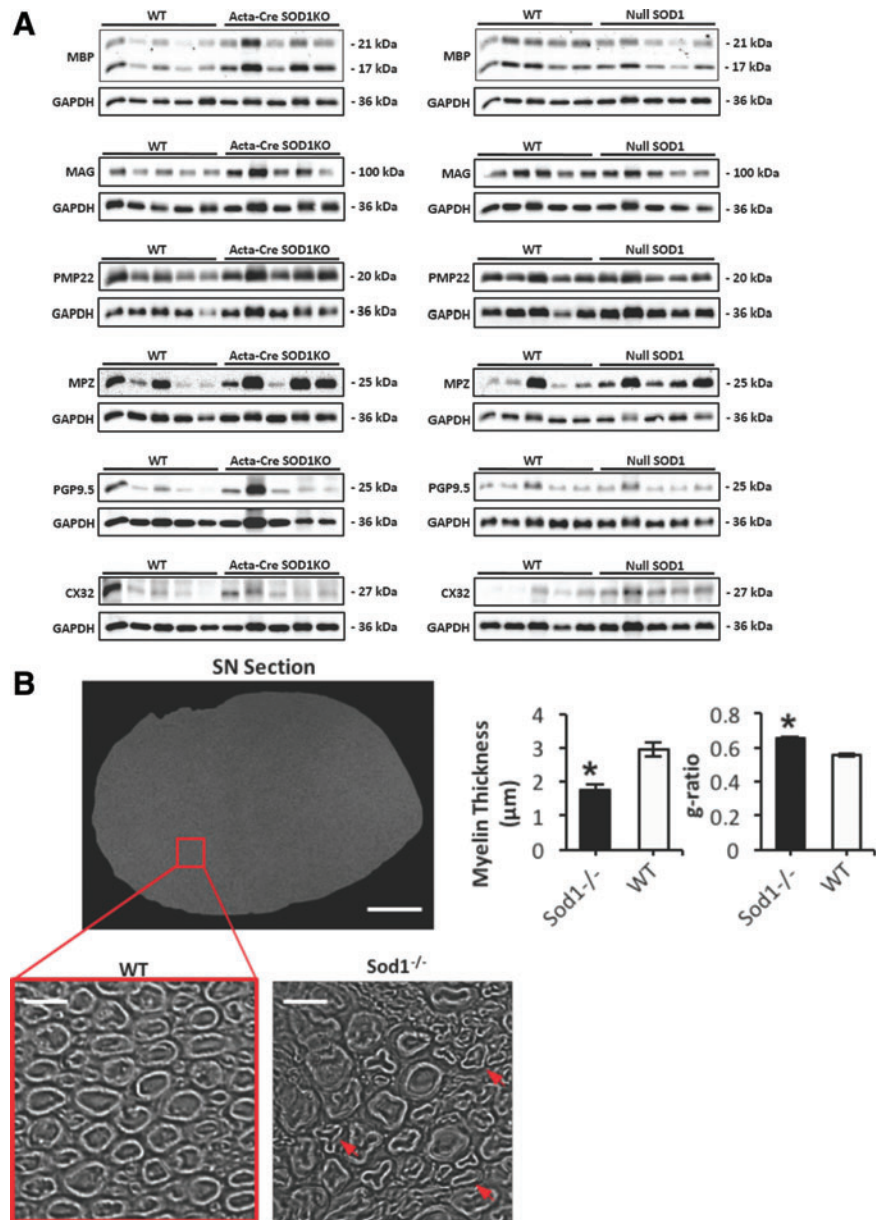 A
WT Acta-Cre SOD1KO WT Null SOD1
MBP - 21 kDa - 21 kDa
- 17 kDa MBP - 17 kDa
GAPDH - 36 kDa GAPDH - 36 kDa
WT Acta-Cre SOD1KO WT Null SOD1
MAG - 100 kDa MAG - 100 kDa
GAPDH - 36 kDa GAPDH - 36 kDa
WT Acta-Cre SOD1KO WT Null SOD1
PMP22 - 20 kDa PMP22 - 20 kDa
GAPDH - 36 kDa GAPDH - 36 kDa
WT Acta-Cre SOD1KO WT Null SOD1
MPZ - 25 kDa MPZ - 25 kDa
GAPDH - 36 kDa GAPDH - 36 kDa
WT Acta-Cre SOD1KO WT Null SOD1
PGP9.5 - 25 kDa PGP9.5 - 25 kDa
GAPDH - 36 kDa GAPDH - 36 kDa
WT Acta-Cre SOD1KO WT Null SOD1
CX32 - 27 kDa CX32 - 27 kDa
GAPDH - 36 kDa GAPDH - 36 kDa
B
SN Section
Myelin Thickness
(µm)
4
3
2
1
0
*
Sod1-/- WT
g-ratio
0.8
0.6
0.4
0.2
0
*
Sod1-/- WT
WT
Sod1-/-